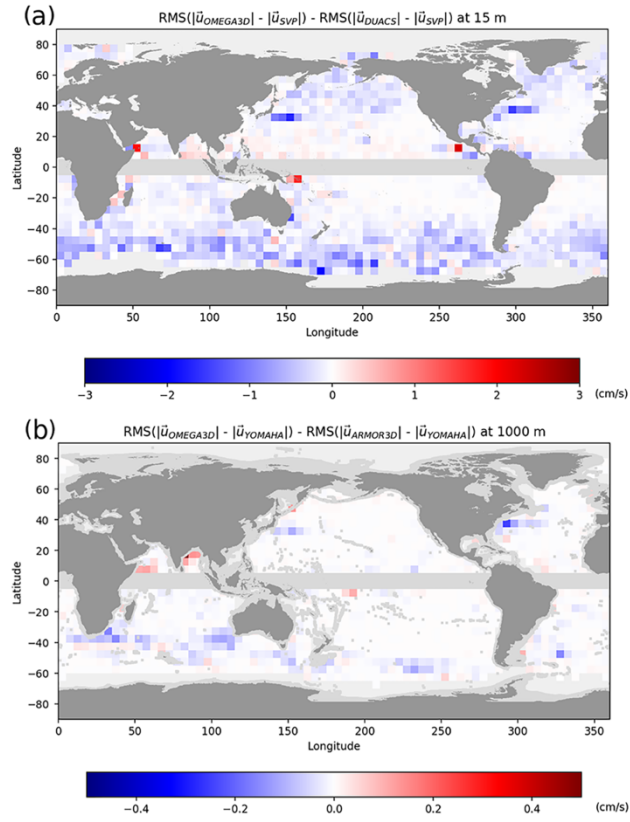 (a)
RMS(|u⃗OMEGA3D| - |u⃗SVP|) - RMS(|u⃗DUACS| - |u⃗SVP|) at 15 m
Latitude
80
60
40
20
0
−20
−40
−60
−80
0 50 100 150 200 250 300 350
Longitude
−3 −2 −1 0 1 2 3 (cm/s)
(b)
RMS(|u⃗OMEGA3D| - |u⃗YOMAHA|) - RMS(|u⃗ARMOR3D| - |u⃗YOMAHA|) at 1000 m
Latitude
80
60
40
20
0
−20
−40
−60
−80
0 50 100 150 200 250 300 350
Longitude
−0.4 −0.2 0.0 0.2 0.4 (cm/s)